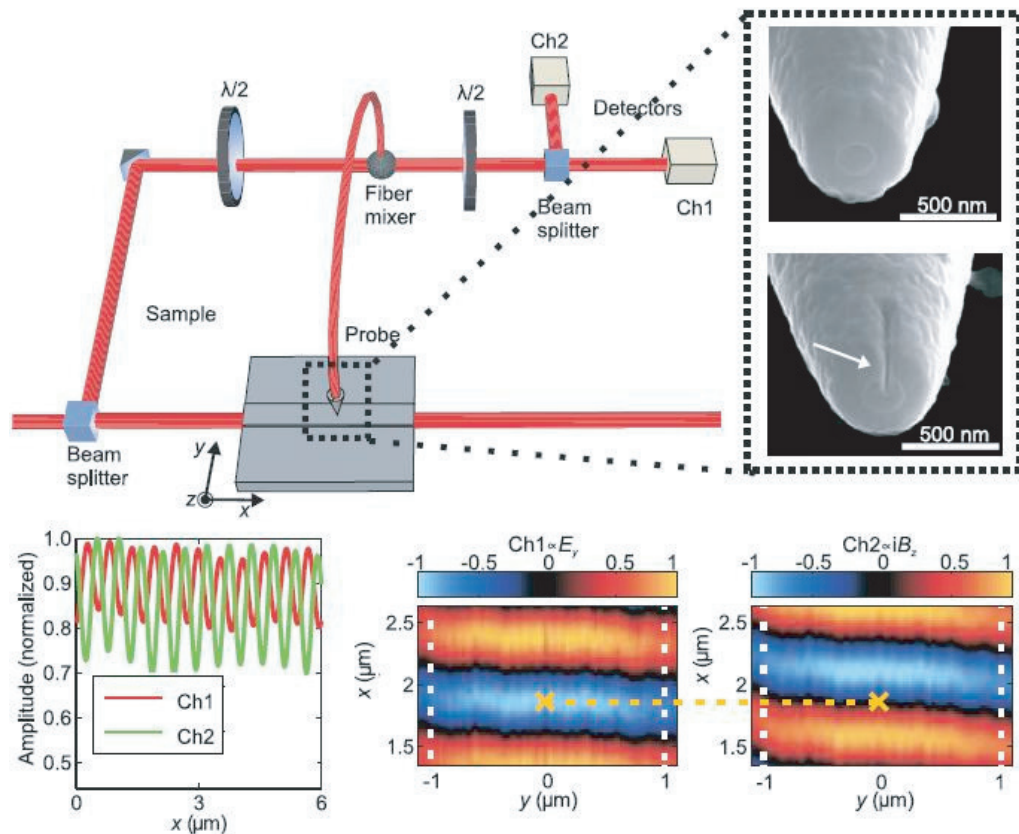 Ch2
λ/2
λ/2
Detectors
Fiber
mixer
Beam
splitter
Ch1
500 nm
Sample
Probe
500 nm
Beam
splitter
y
z
x
Amplitude (normalized)
1.0
0.9
0.8
0.7
0.6
0.5
Ch1
Ch2
0 3 6
x (µm)
Ch1∝Ey
-1 -0.5 0 0.5 1
x (µm)
2.5
2
1.5
-1 0 1
y (µm)
Ch2∝iBz
-1 -0.5 0 0.5 1
x (µm)
2.5
2
1.5
-1 0 1
y (µm)